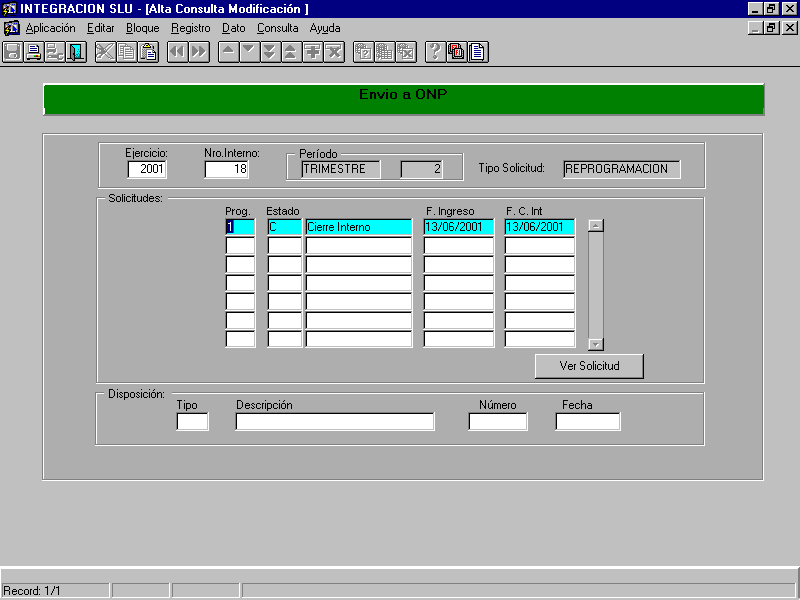 INTEGRACION SLU - [Alta Consulta Modificación ]
Aplicación Editar Bloque Registro Dato Consulta Ayuda
Envio a ONP
Ejercicio: Nro.Interno: Período
2001 18 TRIMESTRE 2 Tipo Solicitud: REPROGRAMACION
Solicitudes:
Prog. Estado F. Ingreso F. C. Int
1 C Cierre Interno 13/06/2001 13/06/2001
Ver Solicitud
Disposición:
Tipo Descripción Número Fecha
Record: 1/1